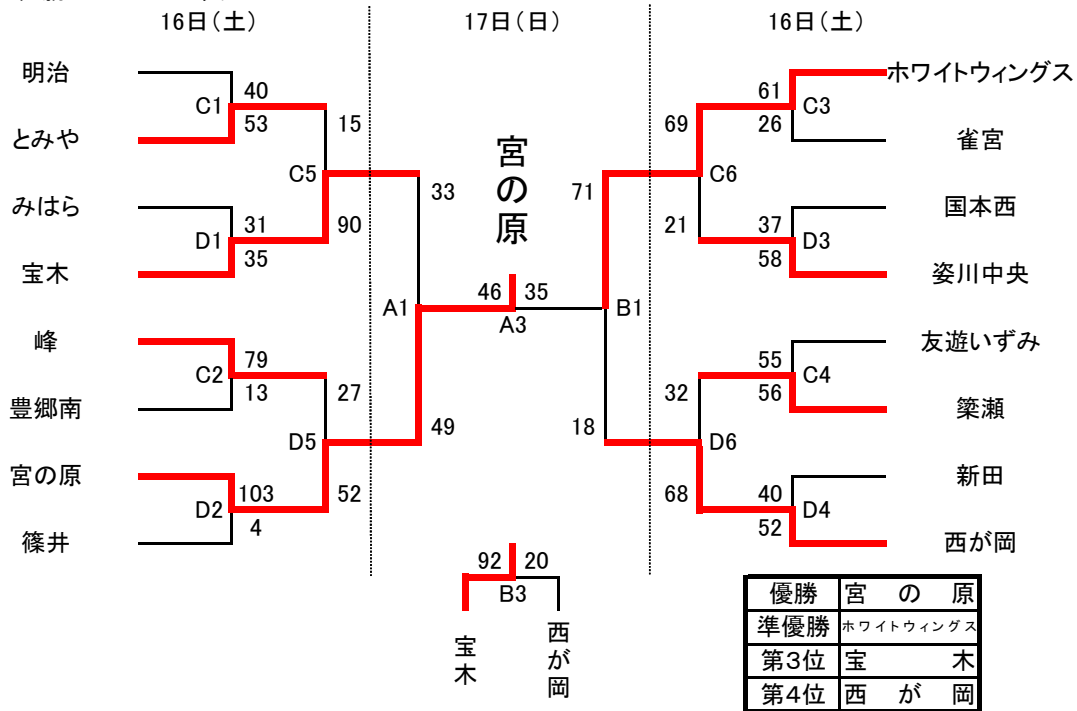 16日（土）
17日（日）
16日（土）
明治
とみや
みはら
宝木
峰
豊郷南
宮の原
篠井
C1
40
53
D1
31
35
C2
79
13
D2
103
4
C5
15
90
D5
27
52
A1
33
49
宮の原
46
35
A3
71
B1
18
69
C6
21
32
D6
68
61
C3
26
37
D3
58
55
C4
56
40
D4
52
ホワイトウィングス
雀宮
国本西
姿川中央
友遊いずみ
簗瀬
新田
西が岡
92
20
B3
宝木
西が岡
優勝 宮の原
準優勝 ホワイトウィングス
第3位 宝木
第4位 西が岡